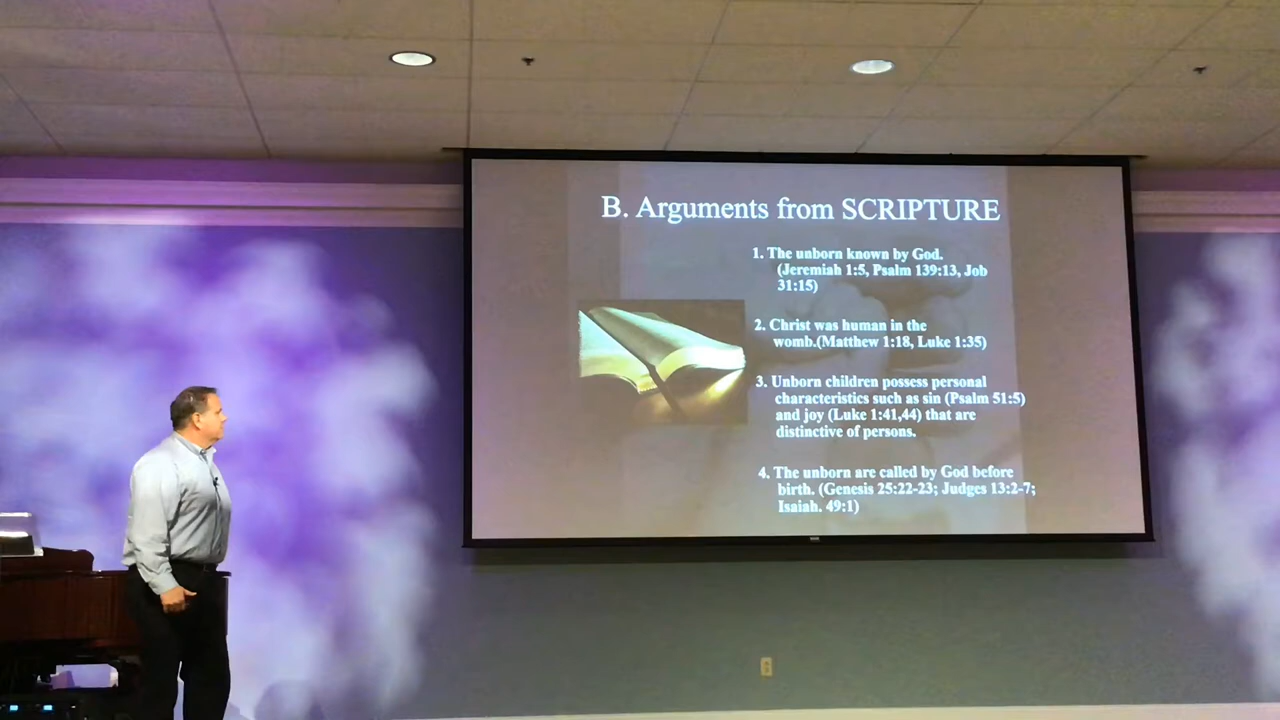 B. Arguments from SCRIPTURE
1. The unborn known by God.
(Jeremiah 1:5, Psalm 139:13, Job
31:15)
2. Christ was human in the
womb.(Matthew 1:18, Luke 1:35)
3. Unborn children possess personal
characteristics such as sin (Psalm 51:5)
and joy (Luke 1:41,44) that are
distinctive of persons.
4. The unborn are called by God before
birth. (Genesis 25:22-23; Judges 13:2-7;
Isaiah. 49:1)